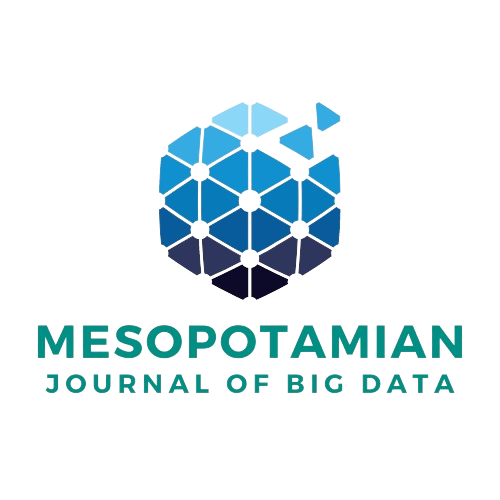 MESOPOTAMIAN
JOURNAL OF BIG DATA